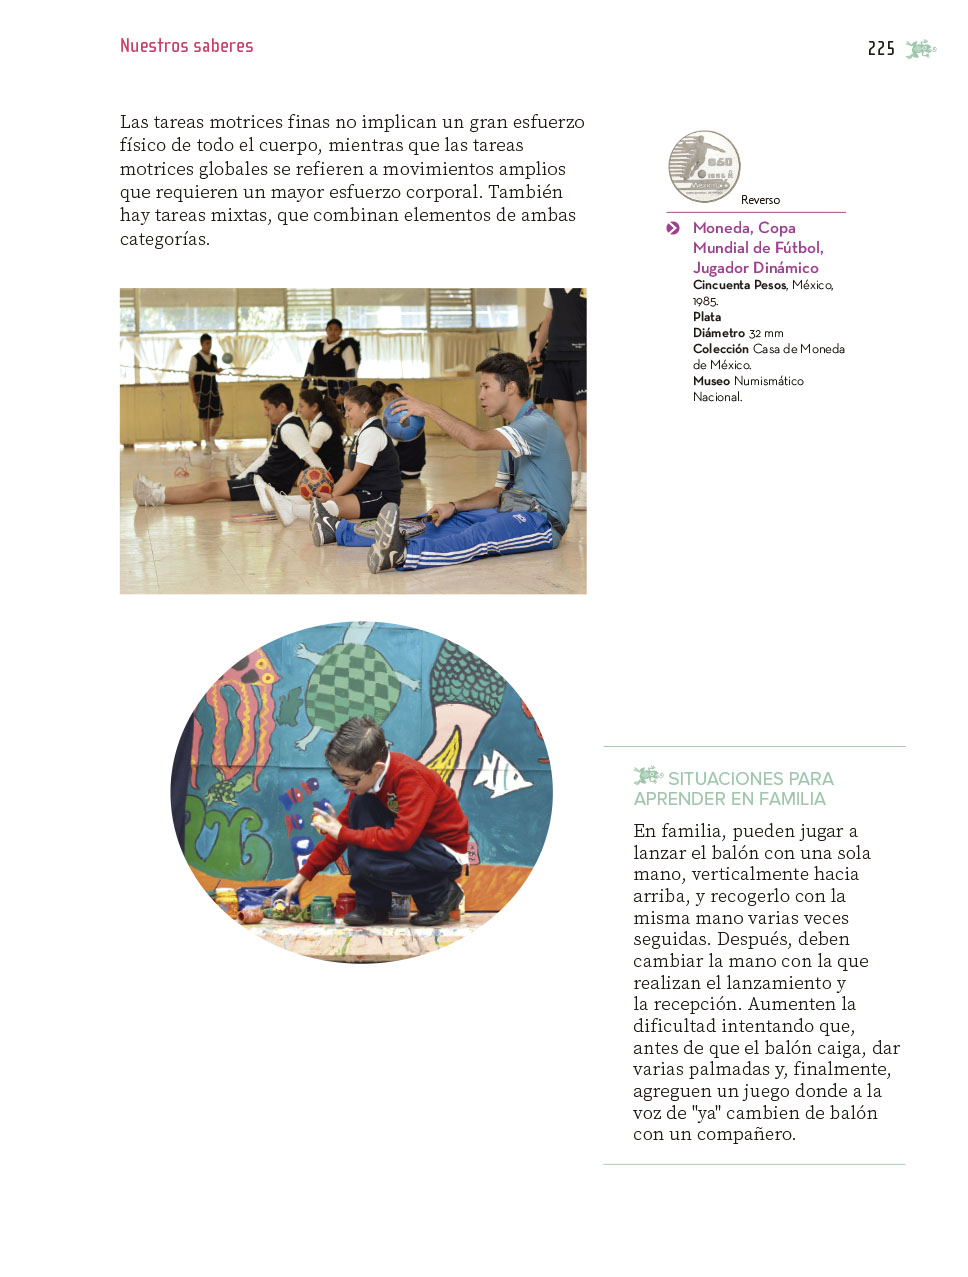 Nuestros saberes
225
Las tareas motrices finas no implican un gran esfuerzo
físico de todo el cuerpo, mientras que las tareas
motrices globales se refieren a movimientos amplios
que requieren un mayor esfuerzo corporal. También
hay tareas mixtas, que combinan elementos de ambas
categorías.
Reverso
Moneda, Copa
Mundial de Fútbol,
Jugador Dinámico
Cincuenta Pesos, México,
1985.
Plata
Diámetro 32 mm
Colección Casa de Moneda
de México.
Museo Numismático
Nacional.
SITUACIONES PARA
APRENDER EN FAMILIA
En familia, pueden jugar a
lanzar el balón con una sola
mano, verticalmente hacia
arriba, y recogerlo con la
misma mano varias veces
seguidas. Después, deben
cambiar la mano con la que
realizan el lanzamiento y
la recepción. Aumenten la
dificultad intentando que,
antes de que el balón caiga, dar
varias palmadas y, finalmente,
agreguen un juego donde a la
voz de "ya" cambien de balón
con un compañero.